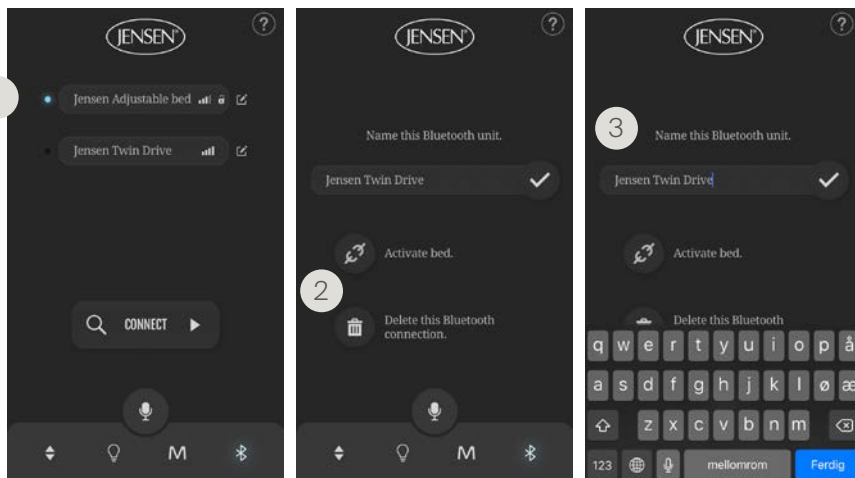 JENSEN
?
Jensen Adjustable bed
Jensen Twin Drive
CONNECT
M
JENSEN
?
Name this Bluetooth unit.
Jensen Twin Drive
Activate bed.
2
Delete this Bluetooth
connection.
M
JENSEN
?
3
Name this Bluetooth unit.
Jensen Twin Drive
Activate bed.
Delete this Bluetooth
q w e r t y u i o p å
a s d f g h j k l ø æ
z x c v b n m
123 mellomrom Ferdig